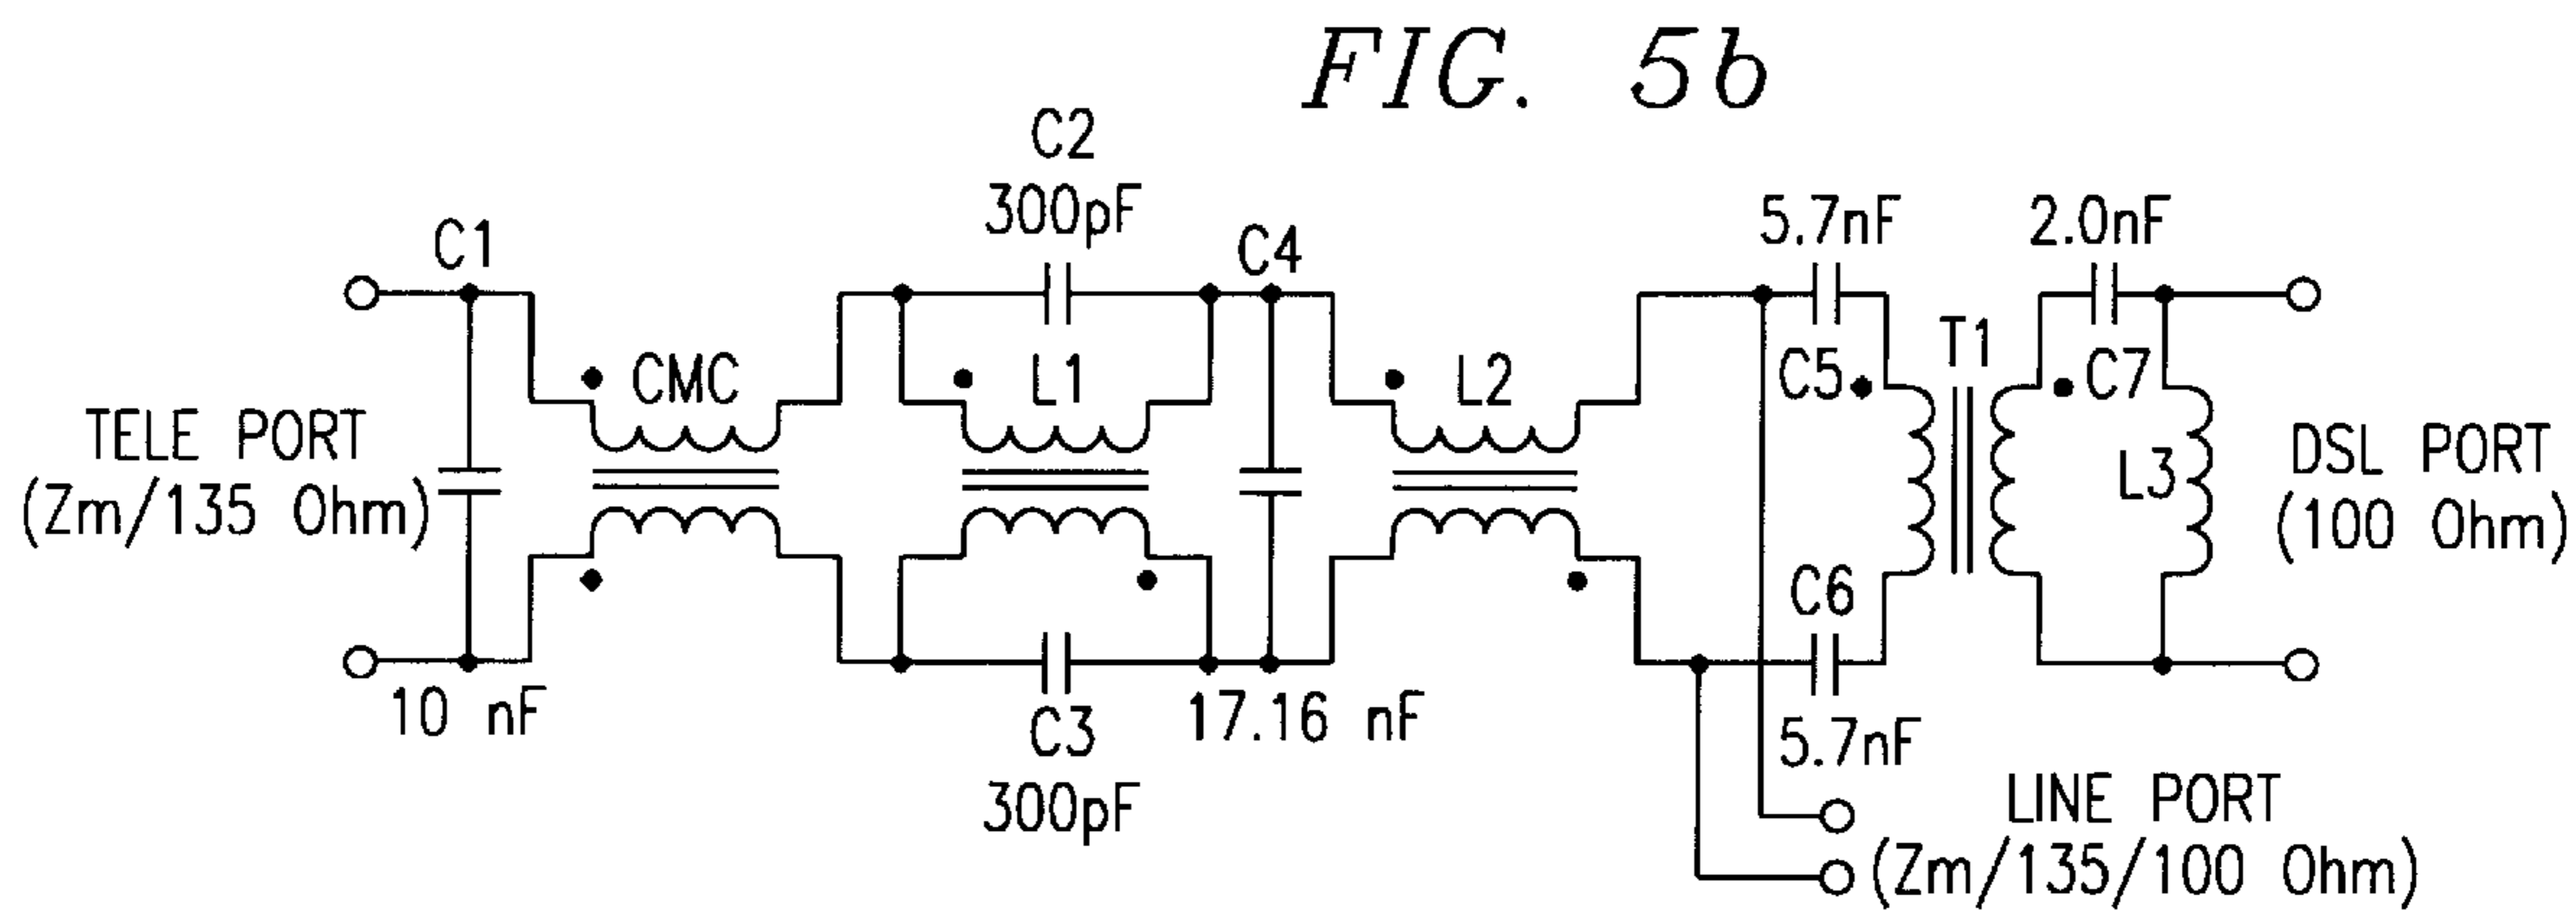 FIG. 5b
C2
300pF
C1
C4
5.7nF
2.0nF
CMC
L1
L2
C5
T1
C7
TELE PORT
(Zm/135 Ohm)
L3
DSL PORT
(100 Ohm)
C6
10 nF
C3
300pF
17.16 nF
5.7nF
LINE PORT
(Zm/135/100 Ohm)